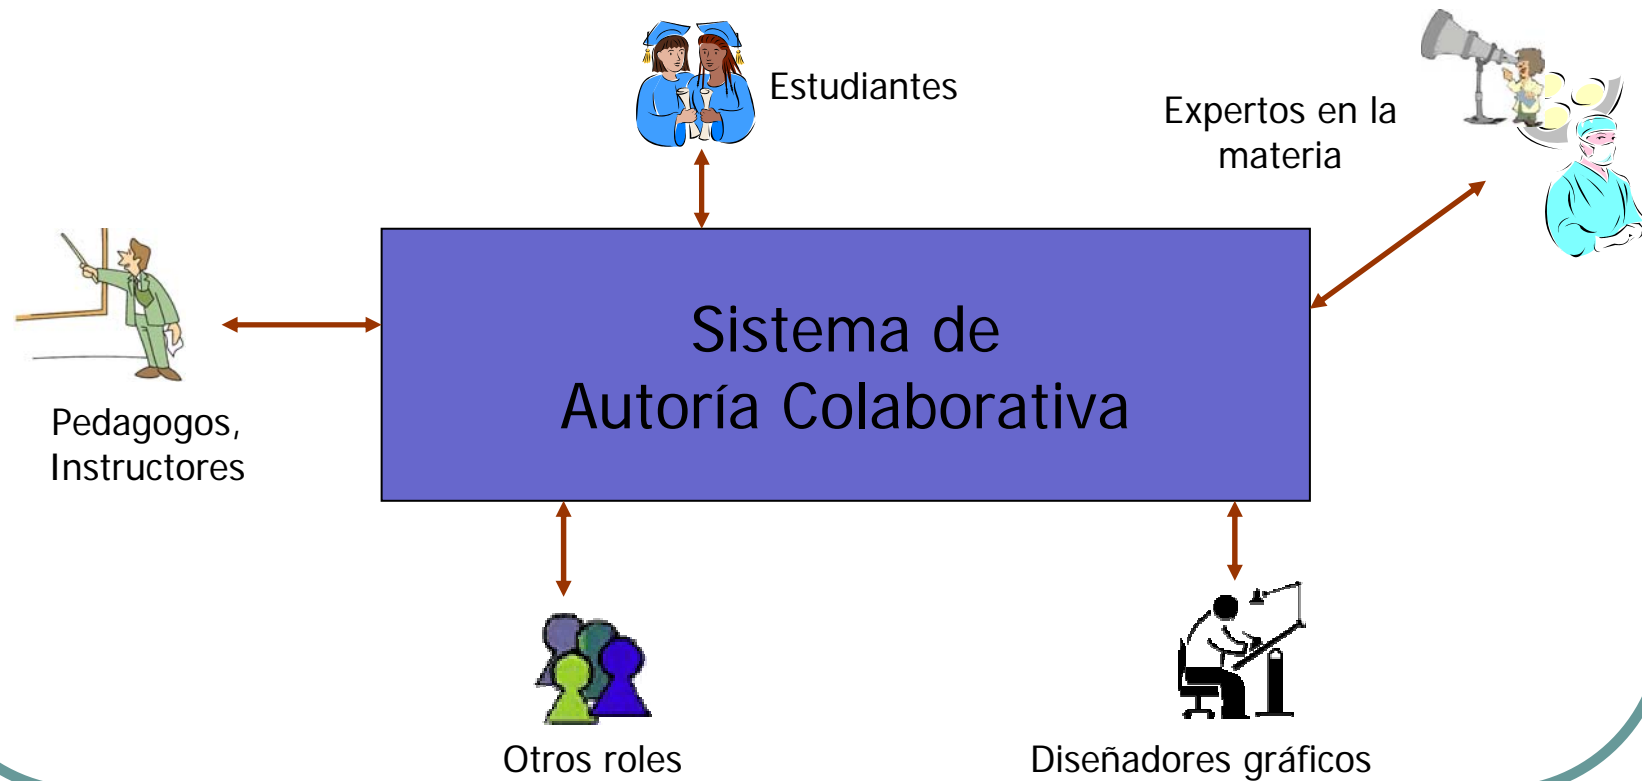 Estudiantes
Expertos en la
materia
Sistema de
Autoría Colaborativa
Pedagogos,
Instructores
Otros roles
Diseñadores gráficos